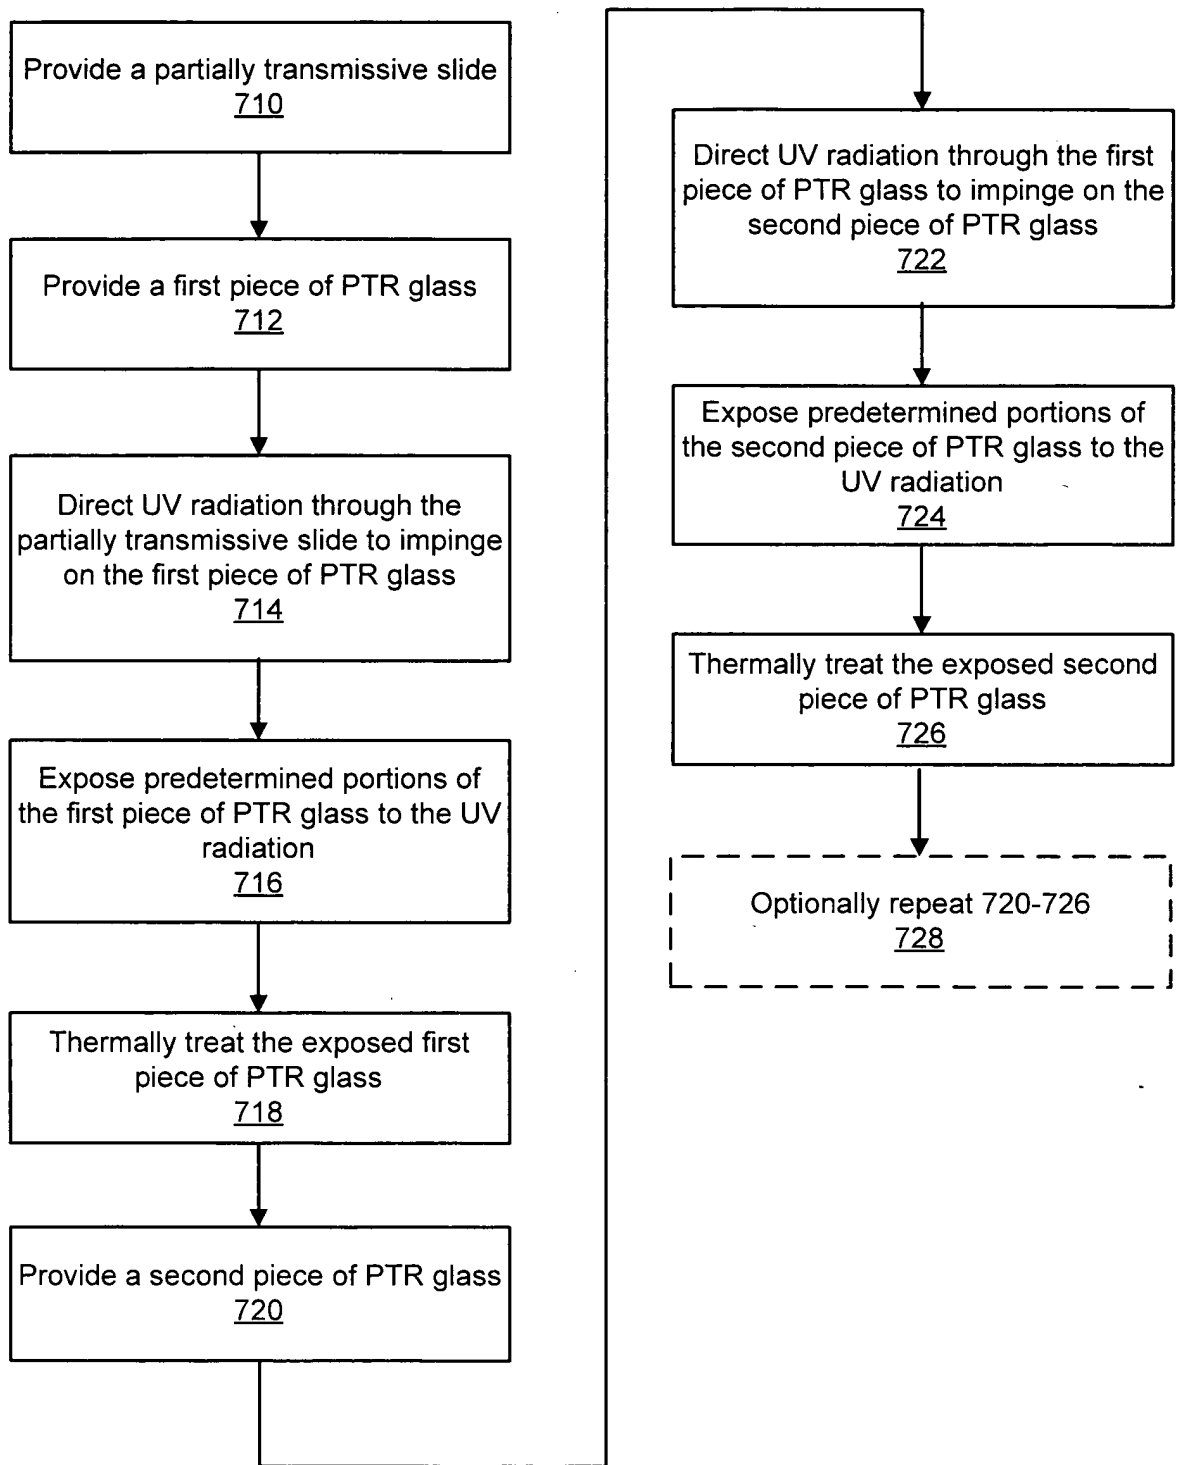 Provide a partially transmissive slide
710
Provide a first piece of PTR glass
712
Direct UV radiation through the
partially transmissive slide to impinge
on the first piece of PTR glass
714
Expose predetermined portions of
the first piece of PTR glass to the UV
radiation
716
Thermally treat the exposed first
piece of PTR glass
718
Provide a second piece of PTR glass
720
Direct UV radiation through the first
piece of PTR glass to impinge on the
second piece of PTR glass
722
Expose predetermined portions of
the second piece of PTR glass to the
UV radiation
724
Thermally treat the exposed second
piece of PTR glass
726
Optionally repeat 720-726
728